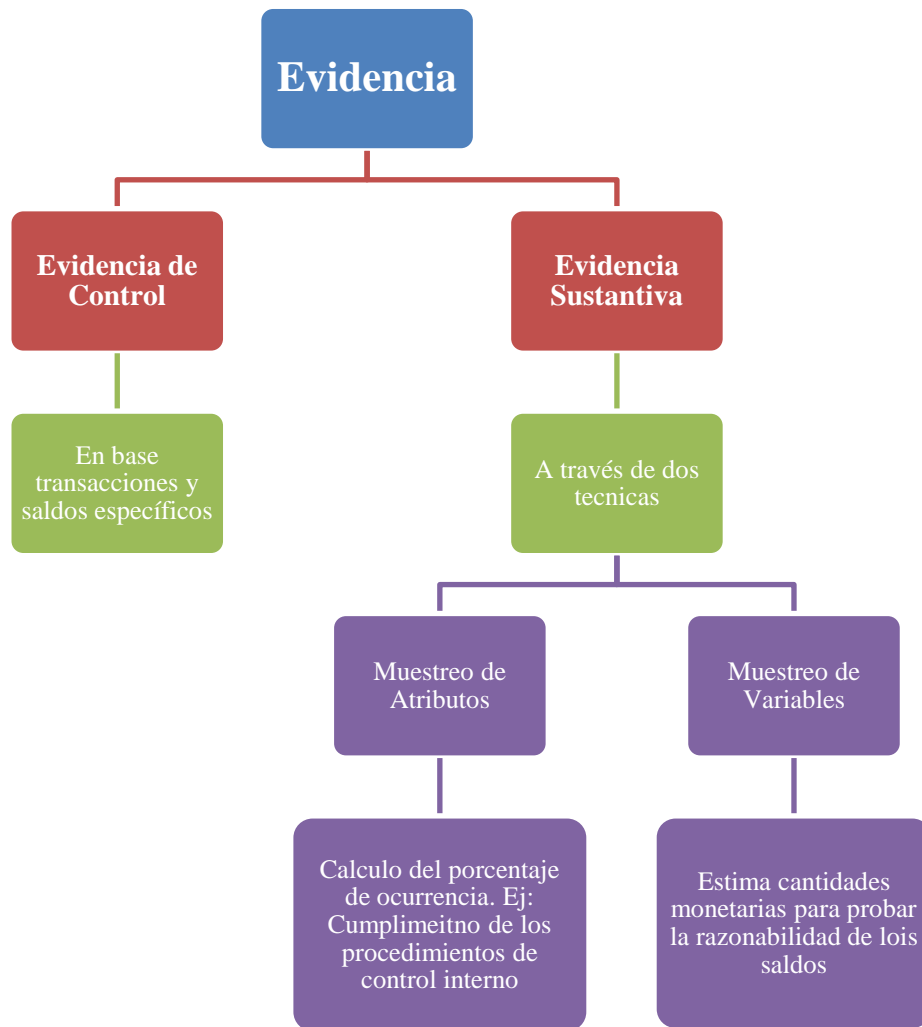 Evidencia
Evidencia de
Control
Evidencia
Sustantiva
En base
transacciones y
saldos específicos
A través de dos
tecnicas
Muestreo de
Atributos
Muestreo de
Variables
Calculo del porcentaje
de ocurrencia. Ej:
Cumplimeitno de los
procedimientos de
control interno
Estima cantidades
monetarias para probar
la razonabilidad de lois
saldos